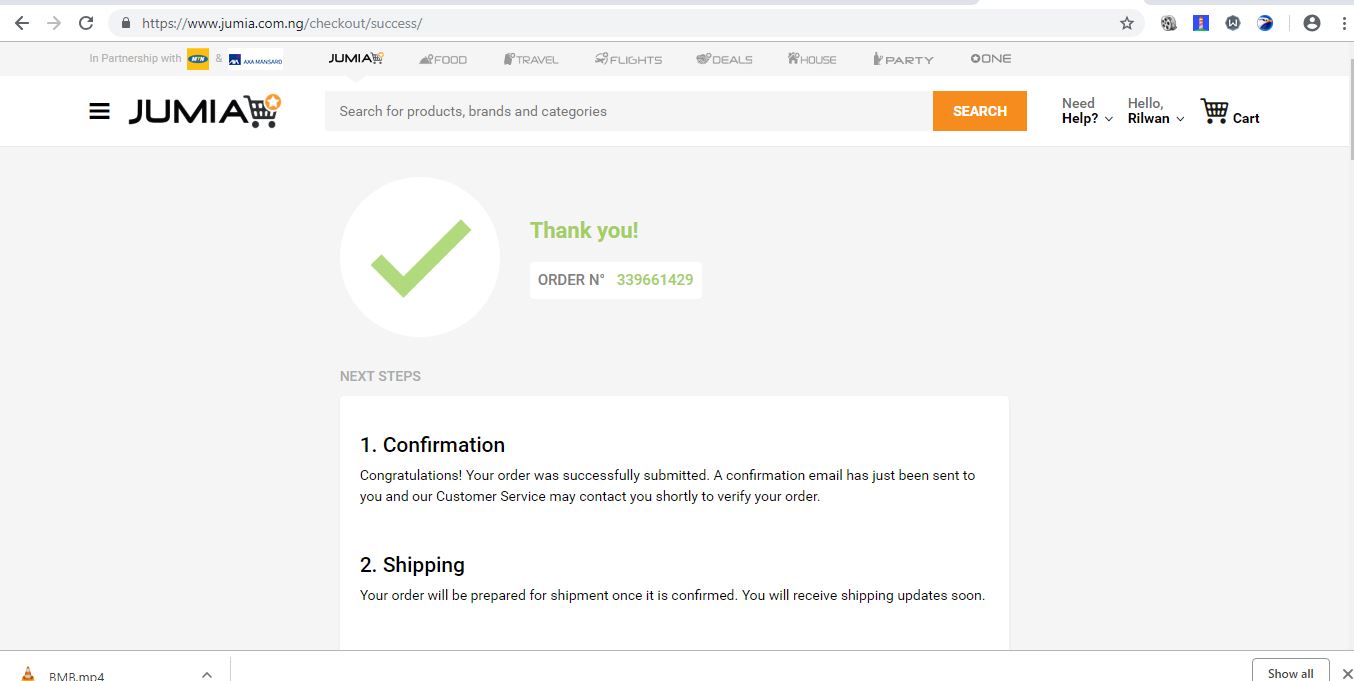 https://www.jumia.com.ng/checkout/success/
In Partnership with MTN & AXA MANSARD
JUMIA FOOD TRAVEL FLIGHTS DEALS HOUSE PARTY ONE
JUMIA Search for products, brands and categories SEARCH
Need Hello,
Help? Rilwan Cart
Thank you!
ORDER N° 339661429
NEXT STEPS
1. Confirmation
Congratulations! Your order was successfully submitted. A confirmation email has just been sent to
you and our Customer Service may contact you shortly to verify your order.
2. Shipping
Your order will be prepared for shipment once it is confirmed. You will receive shipping updates soon.
BMB.mp4 Show all